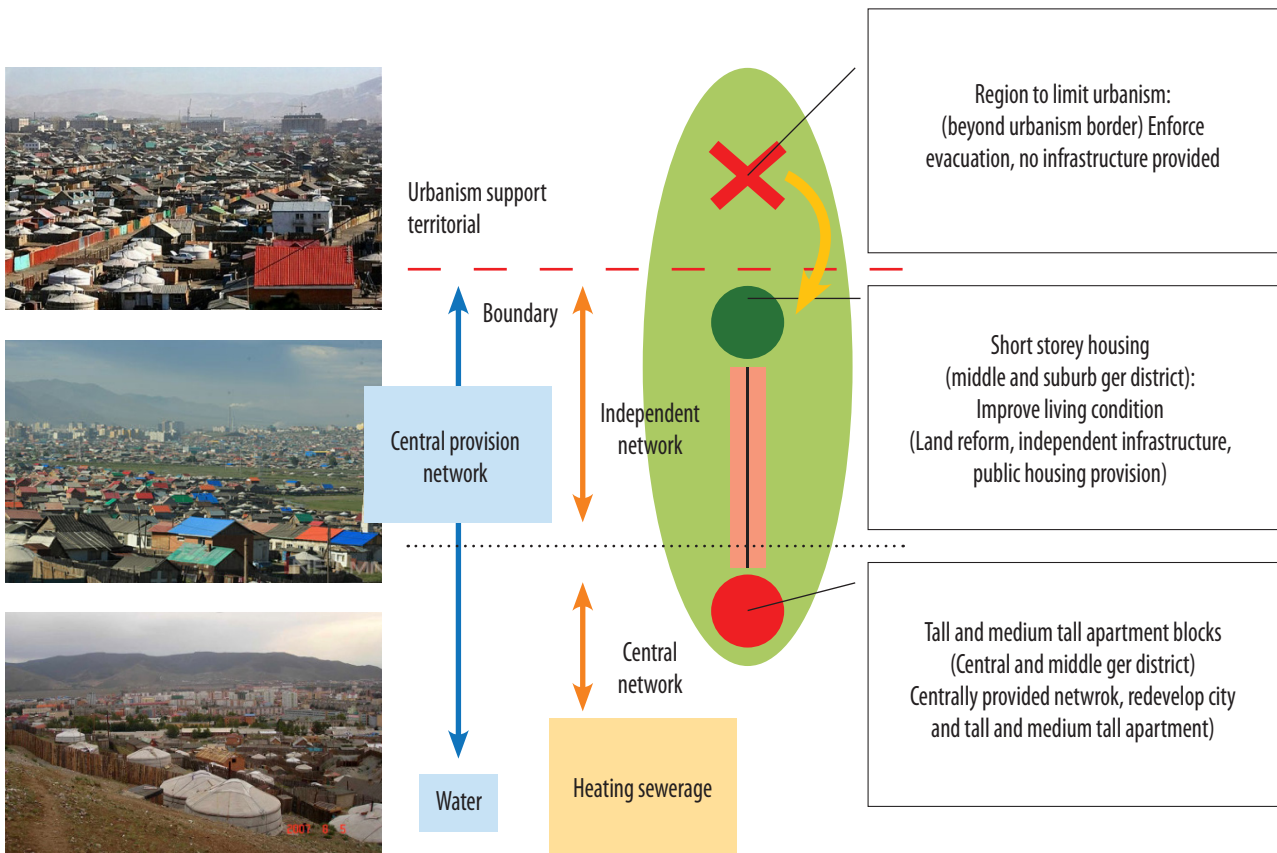 Urbanism support
territorial
Boundary
Central provision
network
Independent
network
Central
network
Water
Heating sewerage
Region to limit urbanism:
(beyond urbanism border) Enforce
evacuation, no infrastructure provided
Short storey housing
(middle and suburb ger district):
Improve living condition
(Land reform, independent infrastructure,
public housing provision)
Tall and medium tall apartment blocks
(Central and middle ger district)
Centrally provided netwrok, redevelop city
and tall and medium tall apartment)